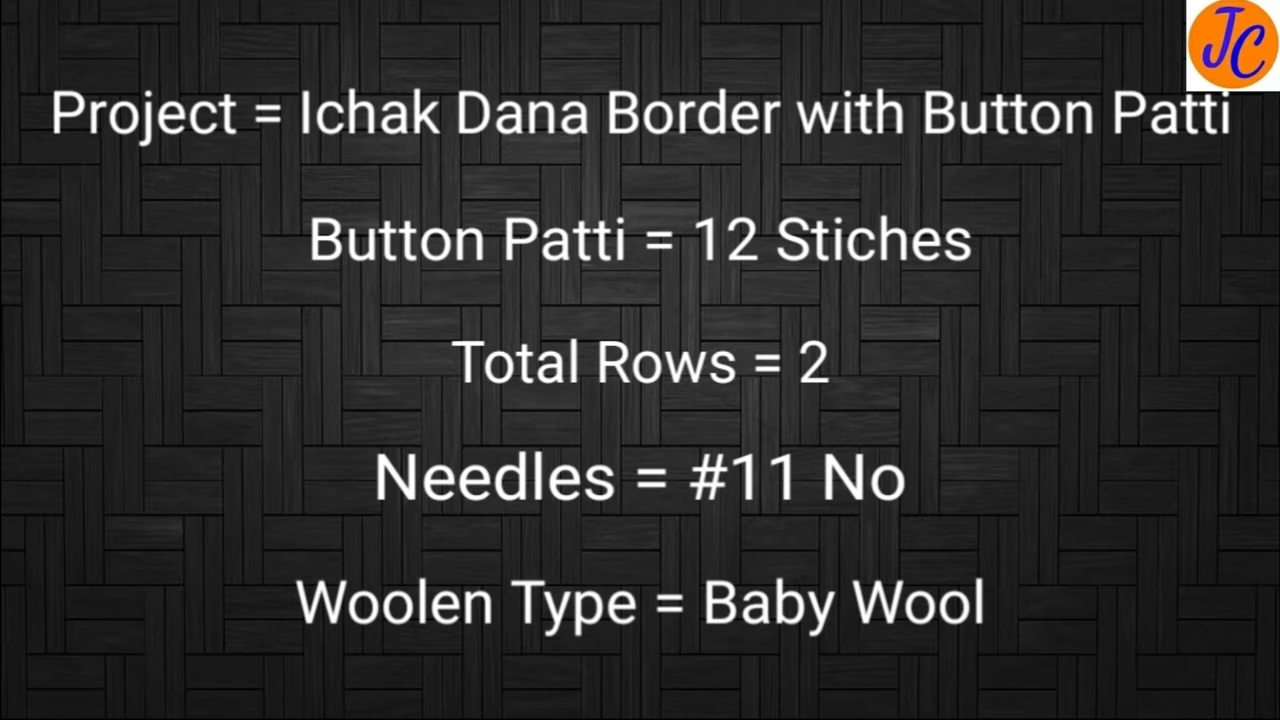 JC
Project = Ichak Dana Border with Button Patti
Button Patti = 12 Stiches
Total Rows = 2
Needles = #11 No
Woolen Type = Baby Wool